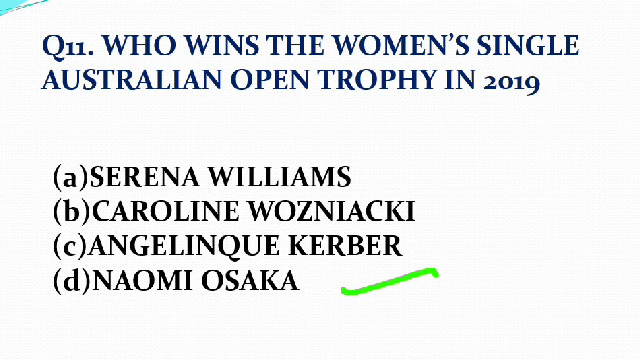 Q11. WHO WINS THE WOMEN'S SINGLE
AUSTRALIAN OPEN TROPHY IN 2019
(a)SERENA WILLIAMS
(b)CAROLINE WOZNIACKI
(c)ANGELINQUE KERBER
(d)NAOMI OSAKA